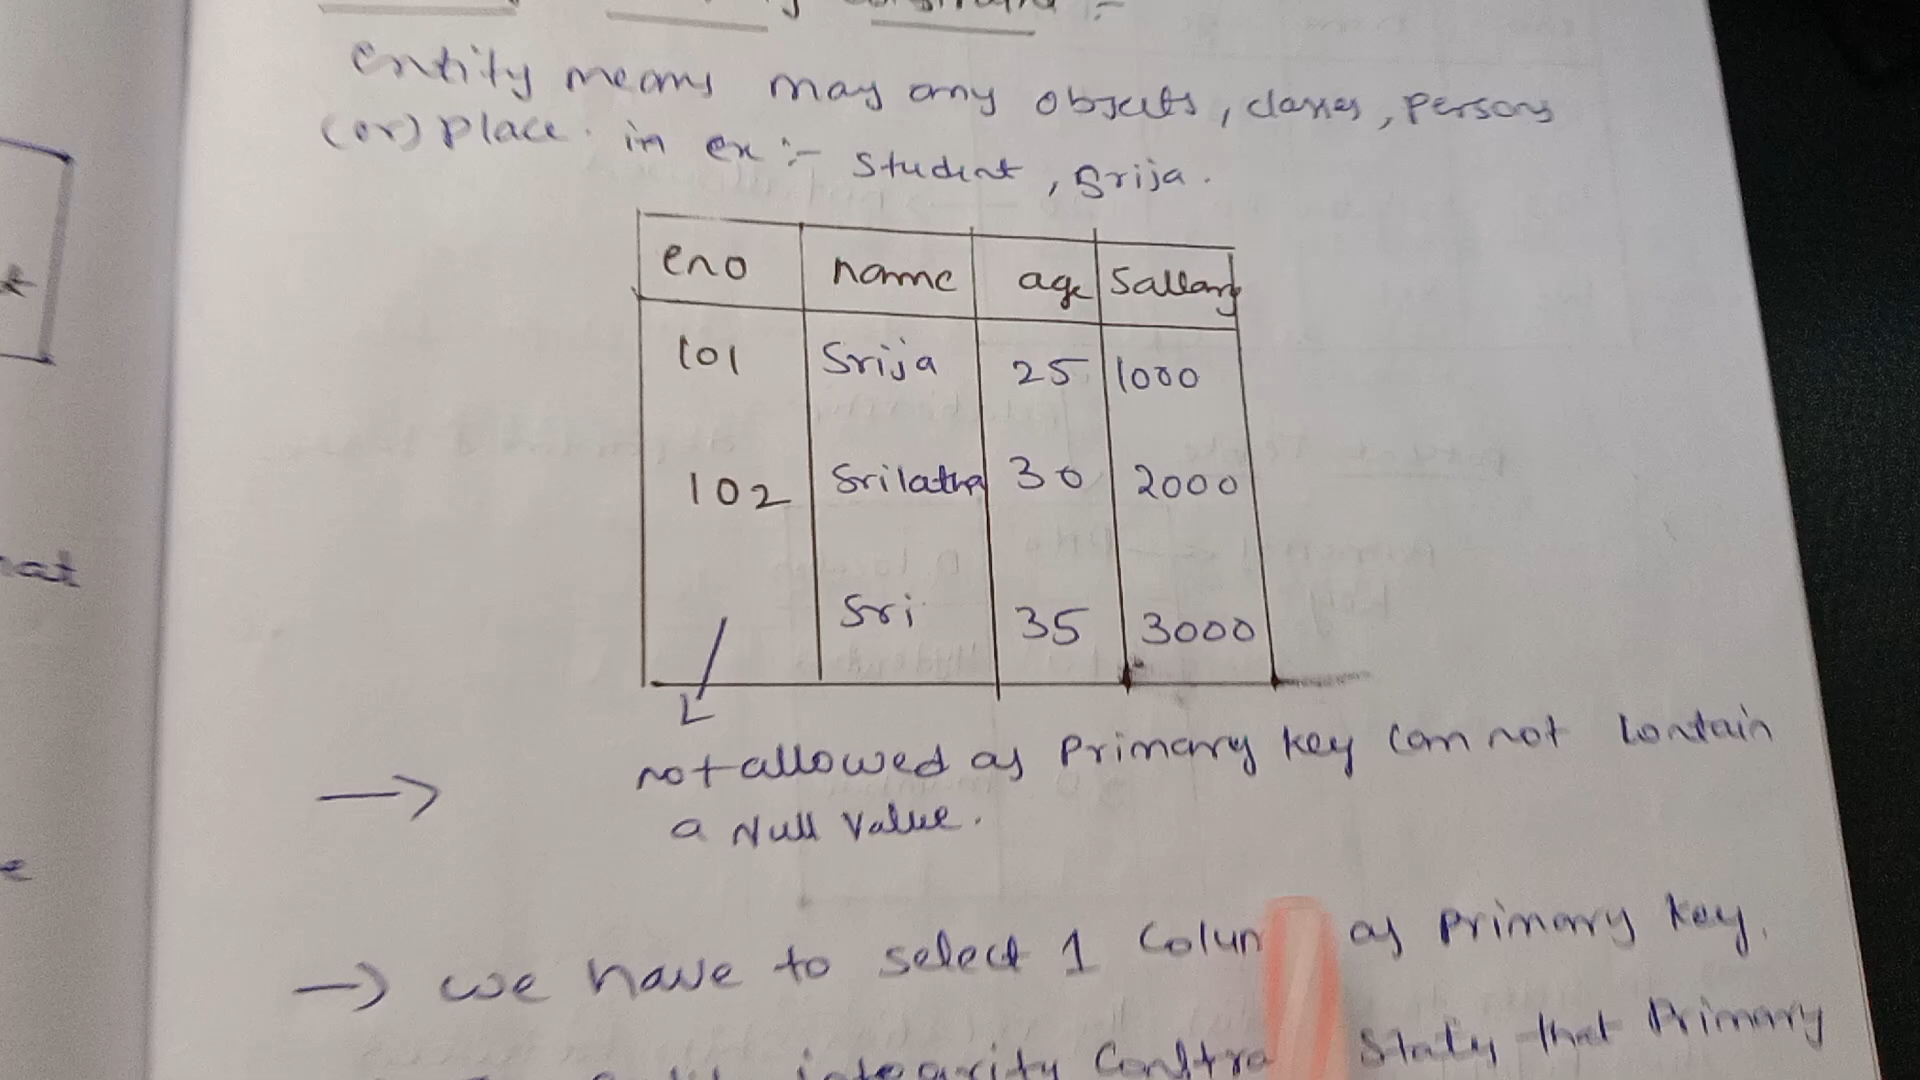 entity means may any objects, classes, persons
(or) place. in ex :- Student, Srija.
eno name age Sallary
101 Srija 25 1000
102 Srilatha 30 2000
Sri 35 3000
→ not allowed as primary key can not contain
a Null value.
→ we have to select 1 Colun as primary key.
integrity Constra States that Primary